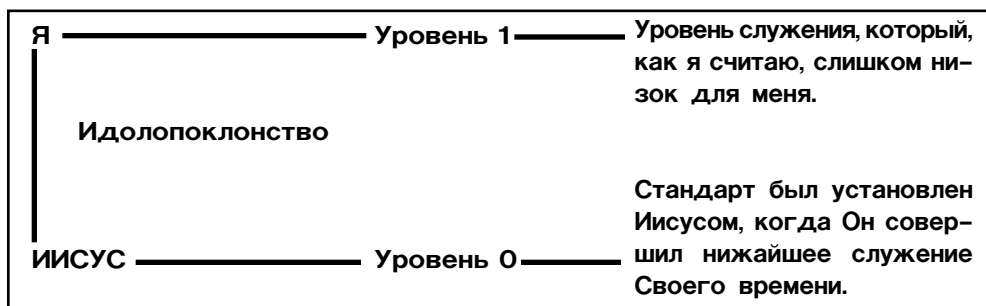 Я Уровень 1 Уровень служения, который,
как я считаю, слишком ни-
зок для меня.
Идолопоклонство
Стандарт был установлен
Иисусом, когда Он совер-
ИИСУС Уровень 0 шил нижайшее служение
Своего времени.